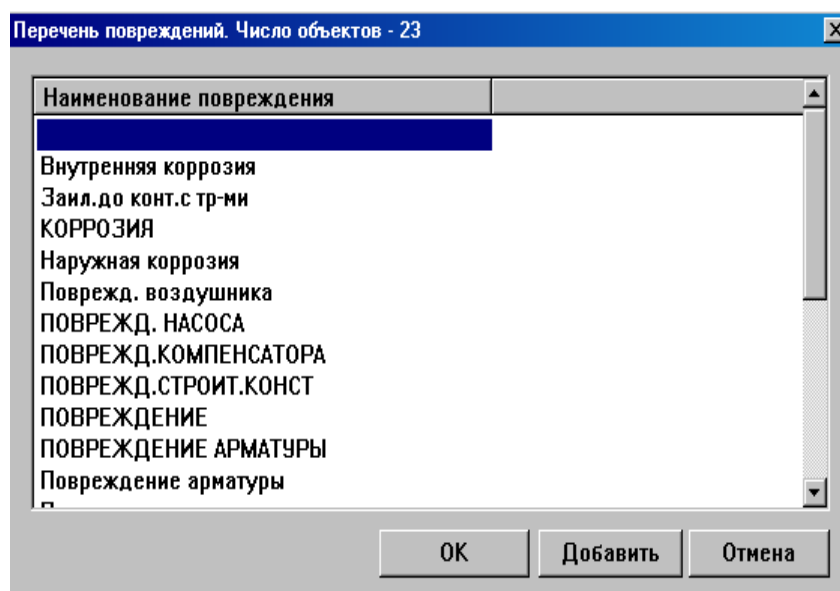 Перечень повреждений. Число объектов - 23
Наименование повреждения
Внутренняя коррозия
Заил.до конт.с тр-ми
КОРРОЗИЯ
Наружная коррозия
Поврежд. воздушника
ПОВРЕЖД. НАСОСА
ПОВРЕЖД.КОМПЕНСАТОРА
ПОВРЕЖД.СТРОИТ.КОНСТ
ПОВРЕЖДЕНИЕ
ПОВРЕЖДЕНИЕ АРМАТУРЫ
Повреждение арматуры
OK Добавить Отмена